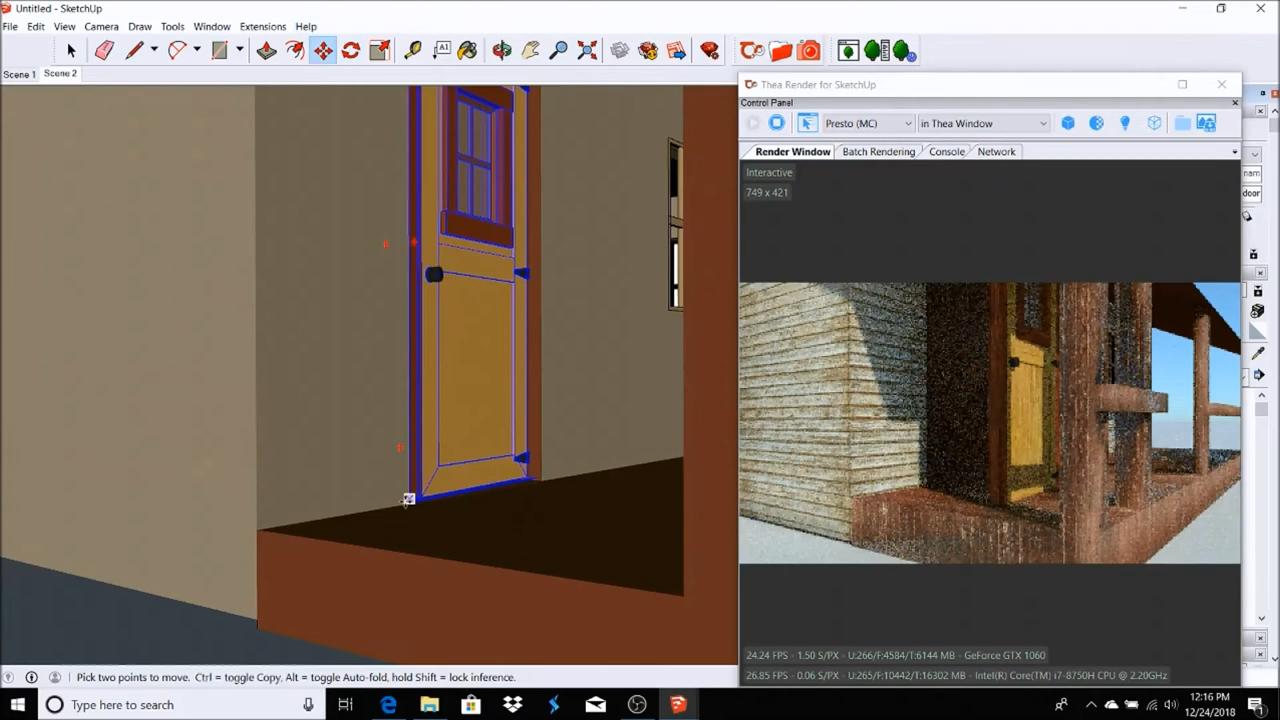 Untitled - SketchUp
File Edit View Camera Draw Tools Window Extensions Help
A1
Scene 1 Scene 2
Thea Render for SketchUp
Control Panel
Presto (MC) in Thea Window
Render Window Batch Rendering Console Network
Interactive
749 x 421
nam
door
24.24 FPS - 1.50 S/PX - U:266/F:4584/T:6144 MB - GeForce GTX 1060
26.85 FPS - 0.06 S/PX - U:265/F:10442/T:16302 MB - Intel(R) Core(TM) i7-8750H CPU @ 2.20GHz
Pick two points to move. Ctrl = toggle Copy, Alt = toggle Auto-fold, hold Shift = lock inference.
Type here to search
12:16 PM
12/24/2018
1